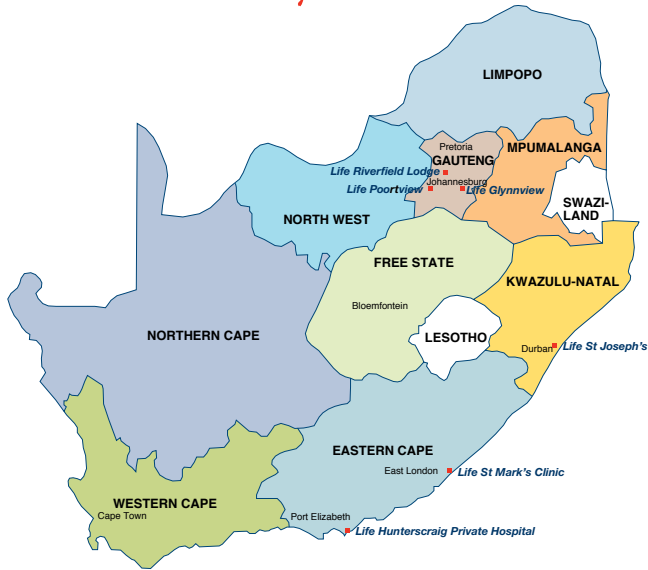 LIMPOPO
MPUMALANGA
Pretoria
GAUTENG
Life Riverfield Lodge
Johannesburg
Life Poortview
Life Glynnview
SWAZI-
LAND
NORTH WEST
FREE STATE
KWAZULU-NATAL
Bloemfontein
NORTHERN CAPE
LESOTHO
Durban
Life St Joseph's
EASTERN CAPE
East London
Life St Mark's Clinic
WESTERN CAPE
Cape Town
Port Elizabeth
Life Hunterscraig Private Hospital